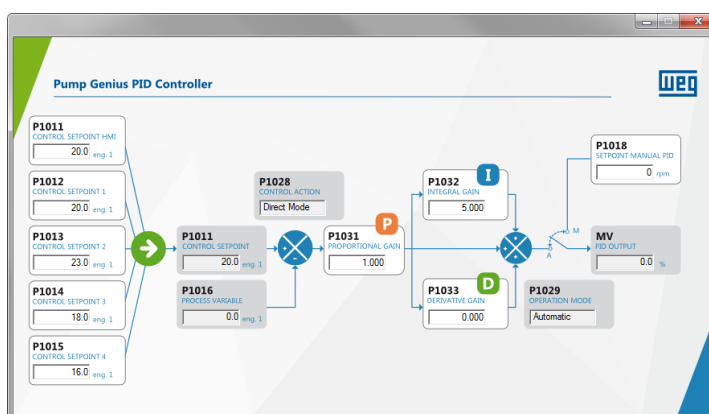 Pump Genius PID Controller
WEG
P1011
CONTROL SETPOINT HMI
20.0 eng. 1
P1012
CONTROL SETPOINT 1
20.0 eng. 1
P1013
CONTROL SETPOINT 2
23.0 eng. 1
P1014
CONTROL SETPOINT 3
18.0 eng. 1
P1015
CONTROL SETPOINT 4
16.0 eng. 1
P1011
CONTROL SETPOINT
20.0 eng. 1
P1016
PROCESS VARIABLE
0.0 eng. 1
P1028
CONTROL ACTION
Direct Mode
+
-
P
P1031
PROPORTIONAL GAIN
1.000
I
P1032
INTEGRAL GAIN
5.000
D
P1033
DERIVATIVE GAIN
0.000
+
+
+
M
A
P1018
SETPOINT MANUAL PID
0 rpm
MV
PID OUTPUT
0.0 %
P1029
OPERATION MODE
Automatic